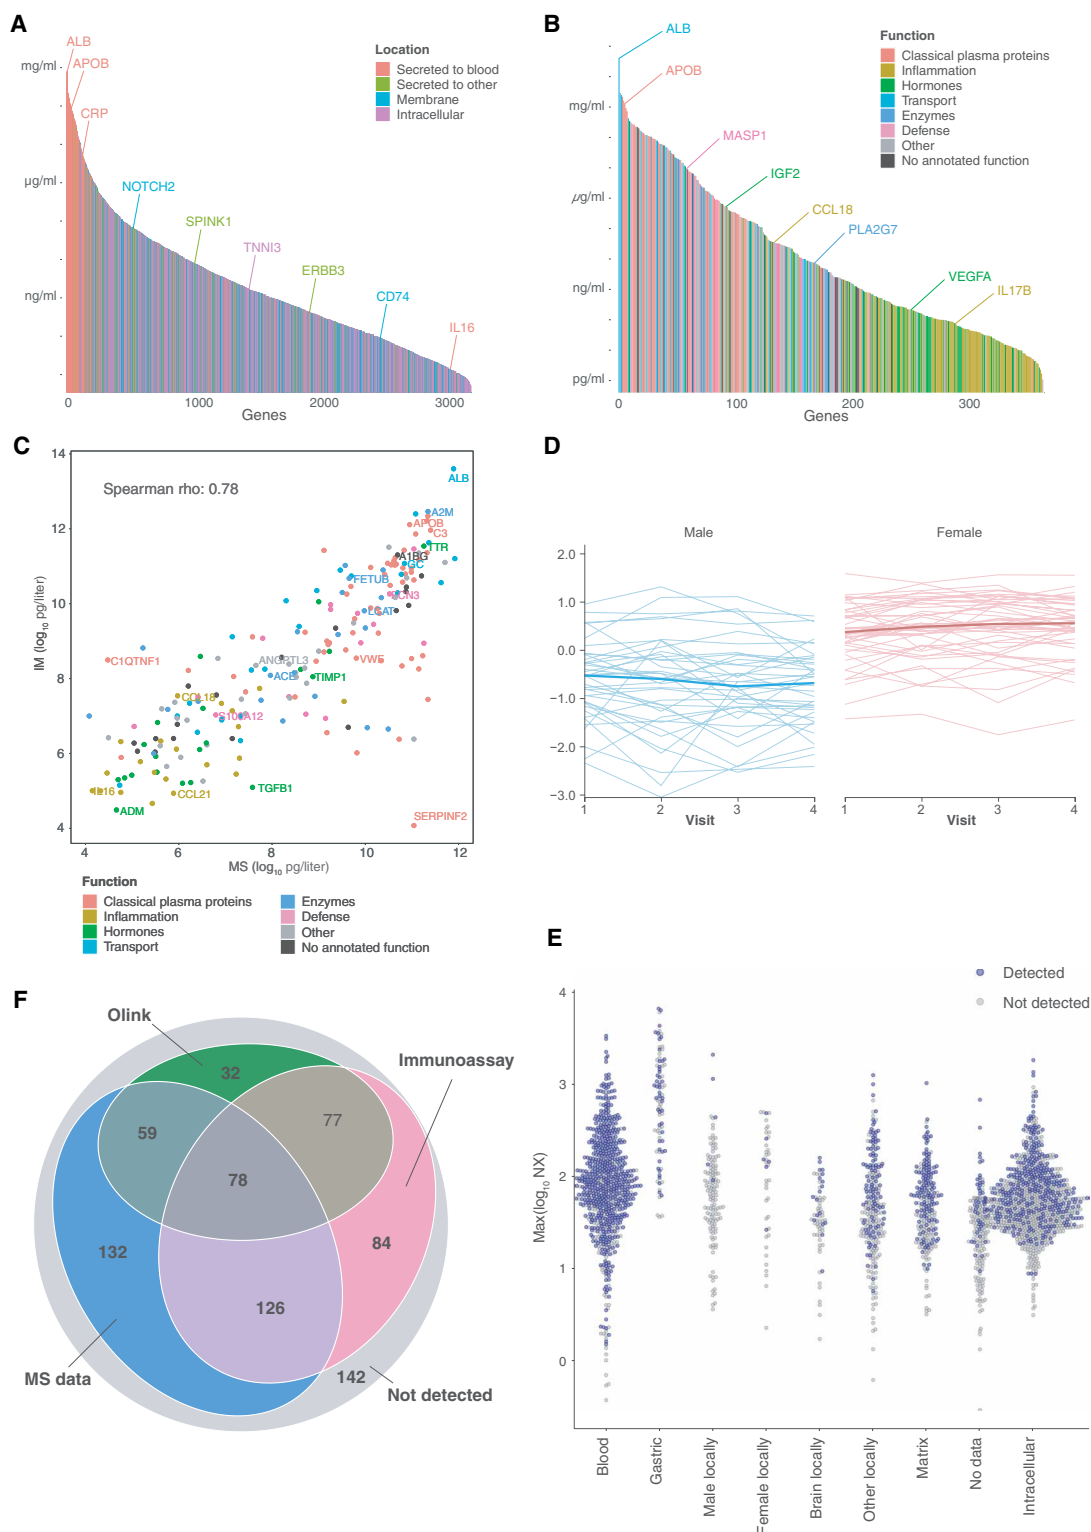 A
ALB
APOB
CRP
NOTCH2
SPINK1
TNNI3
ERBB3
CD74
IL16
mg/ml
µg/ml
ng/ml
Location
Secreted to blood
Secreted to other
Membrane
Intracellular
0
1000
2000
3000
Genes
B
ALB
APOB
MASP1
IGF2
CCL18
PLA2G7
VEGFA
IL17B
mg/ml
µg/ml
ng/ml
pg/ml
Function
Classical plasma proteins
Inflammation
Hormones
Transport
Enzymes
Defense
Other
No annotated function
0
100
200
300
Genes
C
Spearman rho: 0.78
14
12
10
8
6
4
IM (log10 pg/liter)
ALB
A2M
APOB
C3
TTR
A1BG
GC
FETUB
LCAT
VWF
C1QTNF1
ANGPTL3
ACE
TIMP1
CCL18
S100A12
IL16
CCL21
TGFB1
ADM
SERPINF2
4
6
8
10
12
MS (log10 pg/liter)
Function
Classical plasma proteins
Inflammation
Hormones
Transport
Enzymes
Defense
Other
No annotated function
D
Male
Female
2.0
1.0
0.0
−1.0
−2.0
−3.0
1
2
3
4
Visit
1
2
3
4
Visit
E
Detected
Not detected
4
3
2
1
0
Max(log10 NX)
Blood
Gastric
Male locally
Female locally
Brain locally
Other locally
Matrix
No data
Intracellular
F
Olink
Immunoassay
MS data
Not detected
32
59
77
78
132
84
126
142